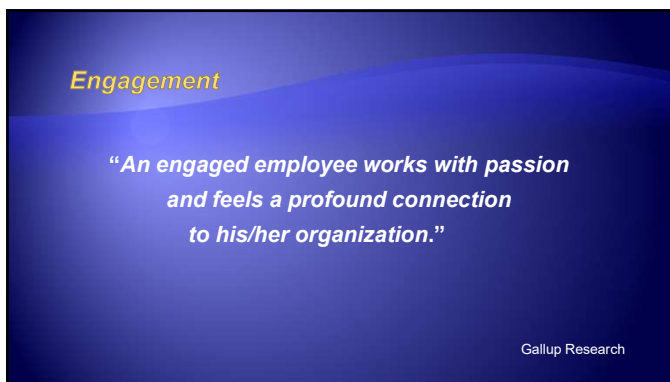 Engagement
“An engaged employee works with passion
and feels a profound connection
to his/her organization.”
Gallup Research